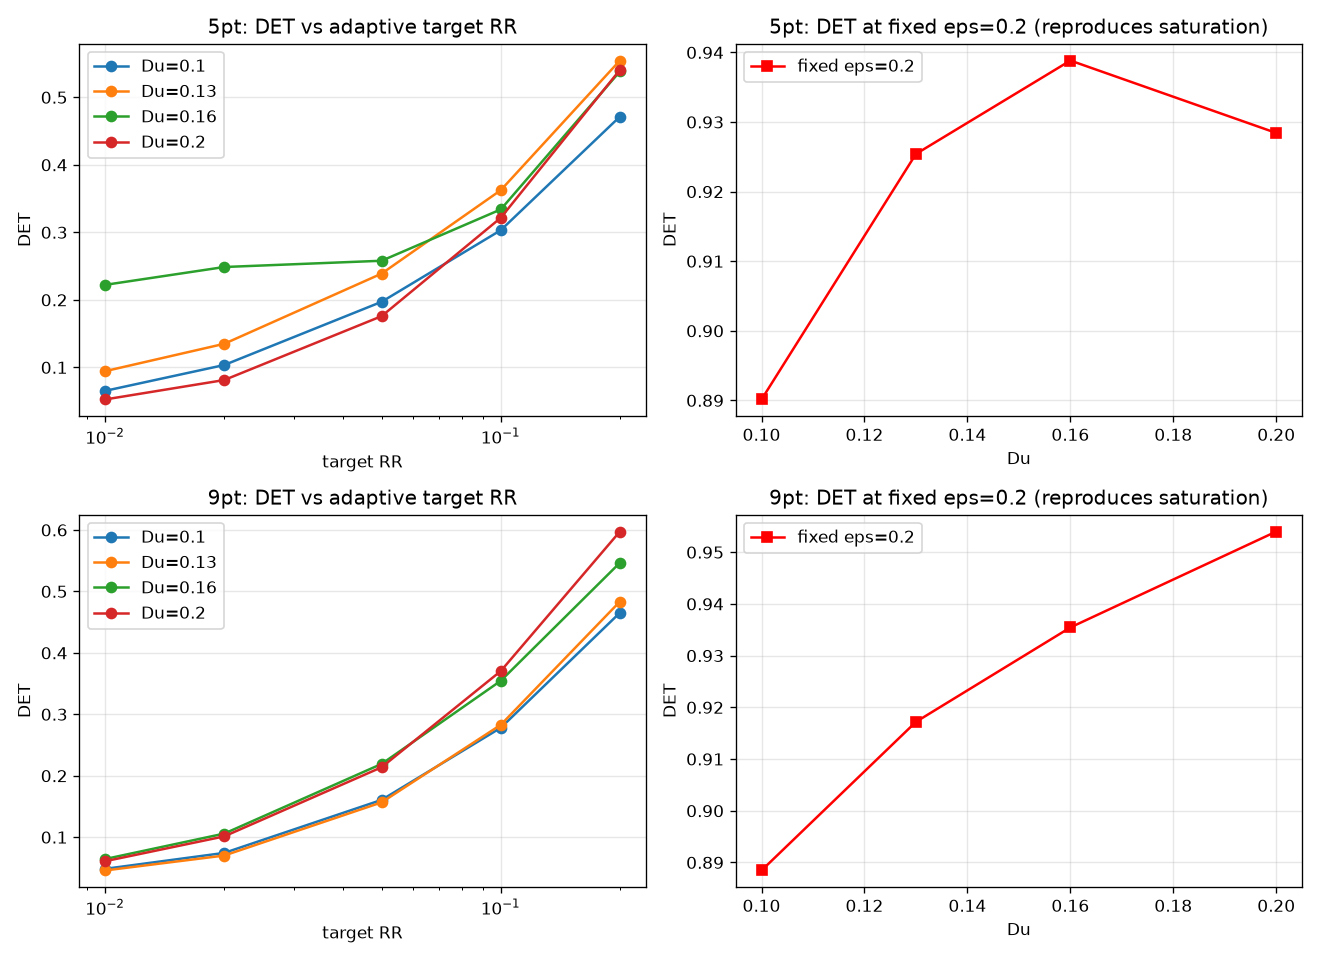 5pt: DET vs adaptive target RR
Du=0.1
Du=0.13
Du=0.16
Du=0.2
0.5
0.4
0.3
0.2
0.1
DET
10⁻²
10⁻¹
target RR
5pt: DET at fixed eps=0.2 (reproduces saturation)
fixed eps=0.2
0.94
0.93
0.92
0.91
0.90
0.89
DET
0.10
0.12
0.14
0.16
0.18
0.20
Du
9pt: DET vs adaptive target RR
Du=0.1
Du=0.13
Du=0.16
Du=0.2
0.6
0.5
0.4
0.3
0.2
0.1
DET
10⁻²
10⁻¹
target RR
9pt: DET at fixed eps=0.2 (reproduces saturation)
fixed eps=0.2
0.95
0.94
0.93
0.92
0.91
0.90
0.89
DET
0.10
0.12
0.14
0.16
0.18
0.20
Du